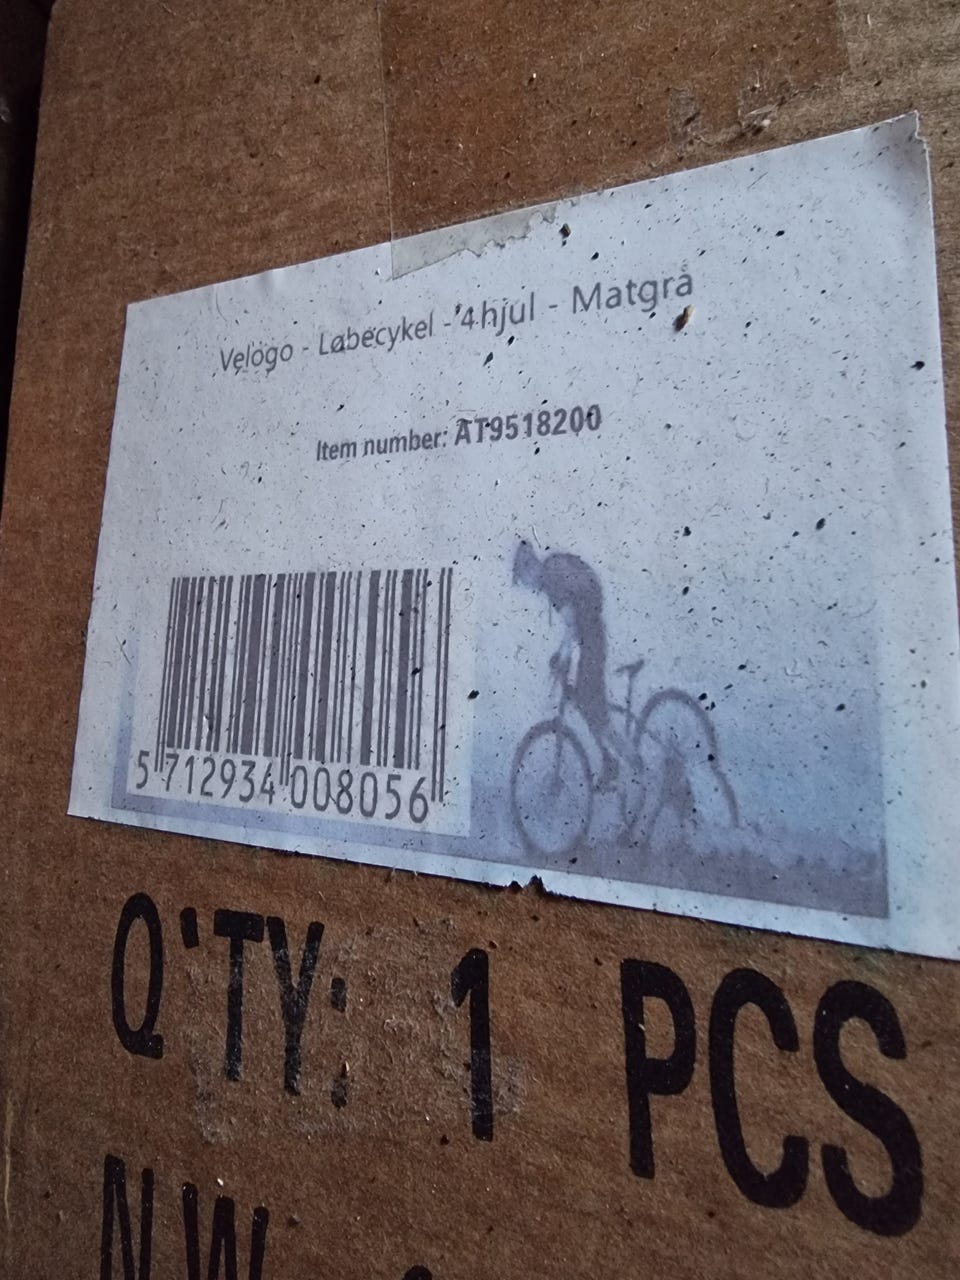 Velogo - Løbecykel - 4 hjul - Matgrå
Item number: AT9518200
5 712934 008056
Q'TY: 1 PCS
N.W